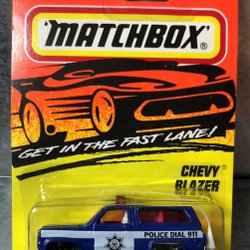 MATCHBOX®
GET IN THE FAST LANE!
CHEVY
BLAZER
POLICE DIAL 911